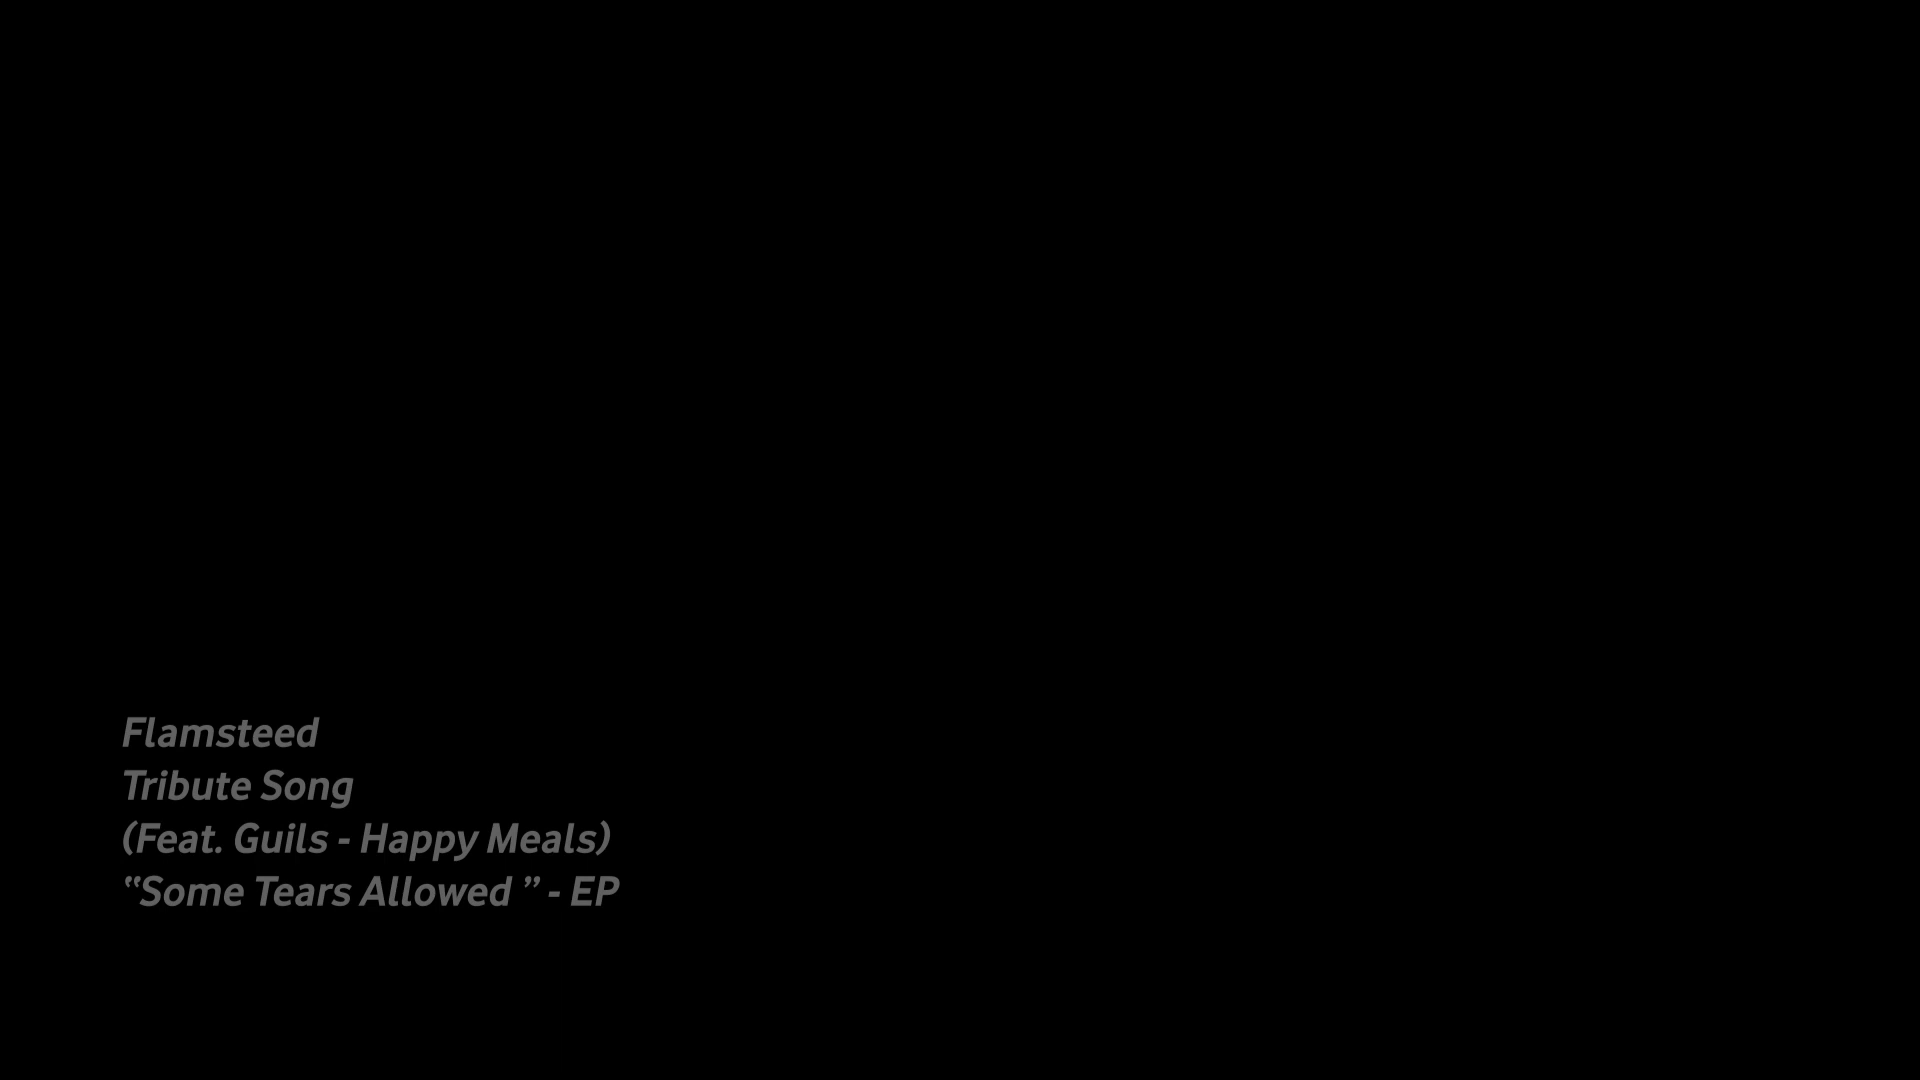 Flamsteed
Tribute Song
(Feat. Guils - Happy Meals)
“Some Tears Allowed ” - EP